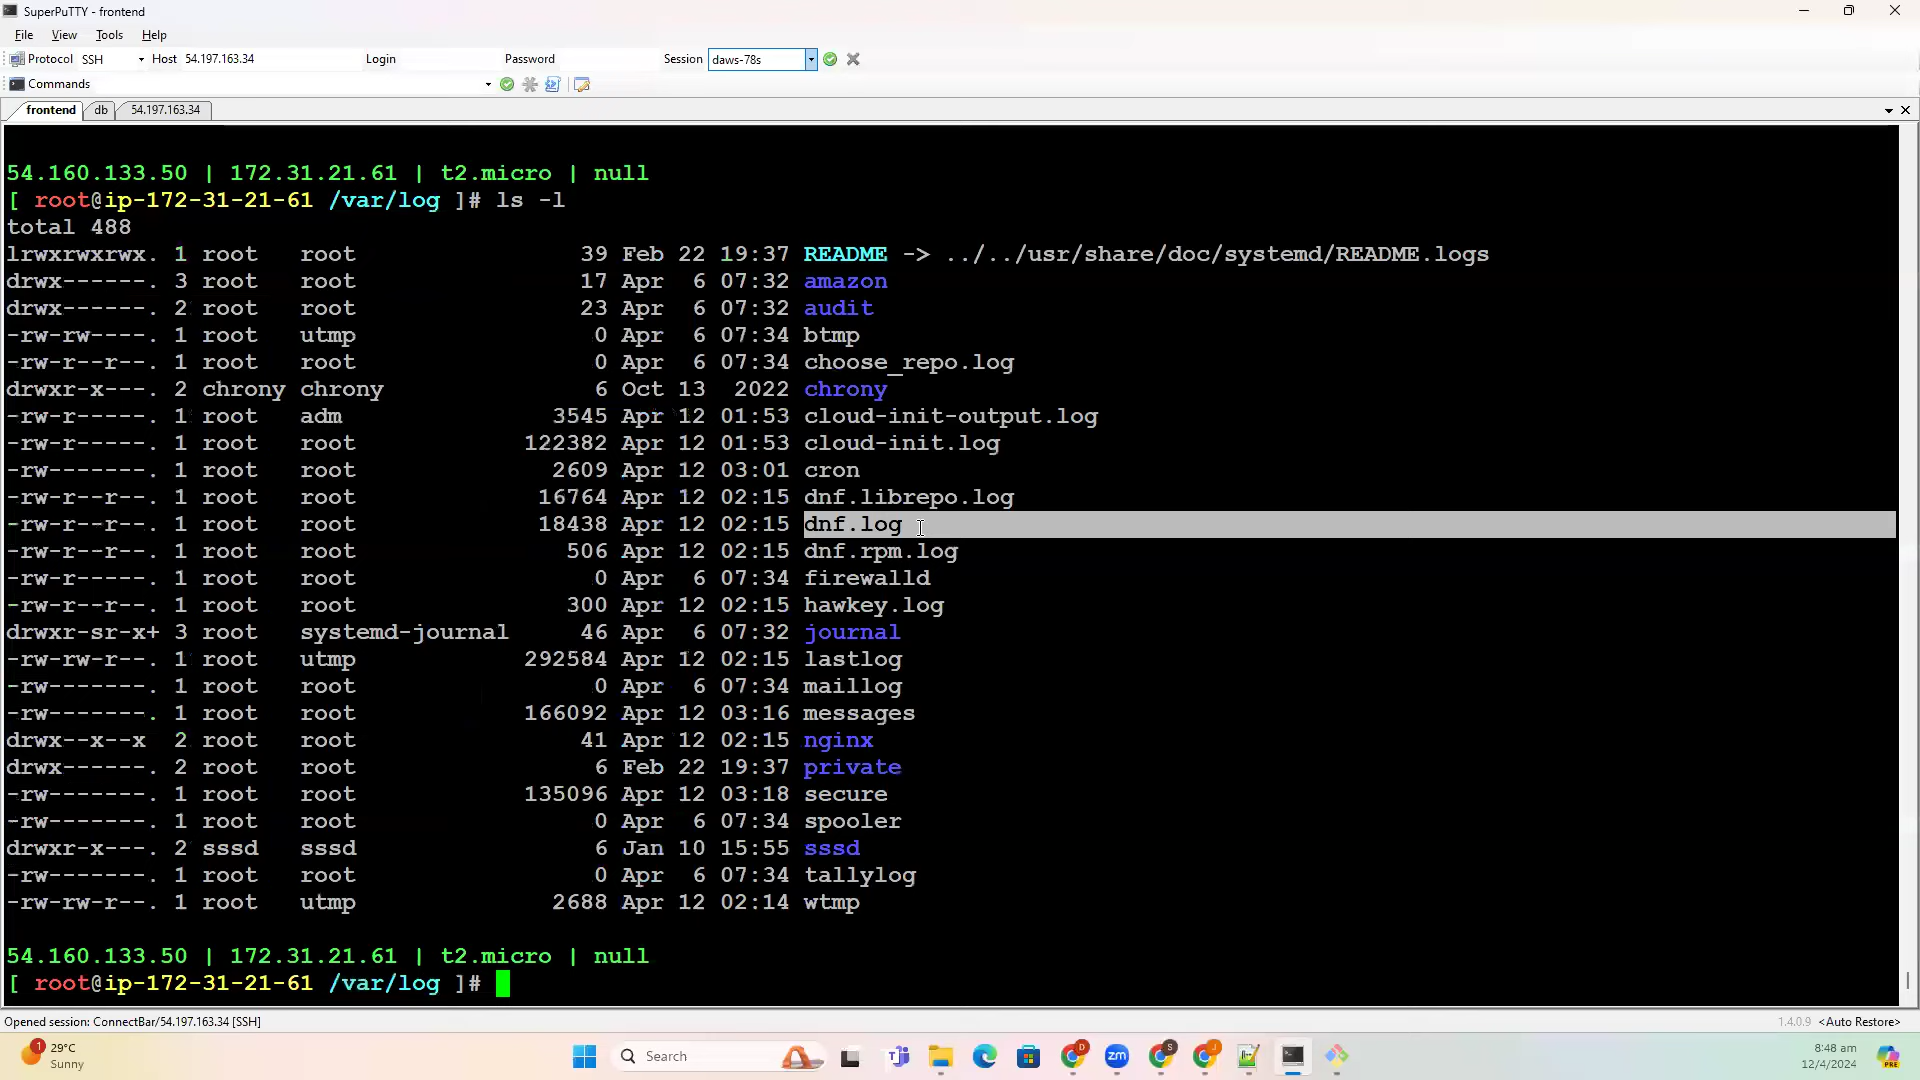 SuperPuTTY - frontend
File View Tools Help
Protocol SSH Host 54.197.163.34 Login Password Session daws-78s
Commands
frontend db 54.197.163.34
54.160.133.50 | 172.31.21.61 | t2.micro | null
[ root@ip-172-31-21-61 /var/log ]# ls -l
total 488
lrwxrwxrwx. 1 root root 39 Feb 22 19:37 README -> ../../usr/share/doc/systemd/README.logs
drwx------. 3 root root 17 Apr 6 07:32 amazon
drwx------. 2 root root 23 Apr 6 07:32 audit
-rw-rw----. 1 root utmp 0 Apr 6 07:34 btmp
-rw-r--r--. 1 root root 0 Apr 6 07:34 choose_repo.log
drwxr-x---. 2 chrony chrony 6 Oct 13 2022 chrony
-rw-r-----. 1 root adm 3545 Apr 12 01:53 cloud-init-output.log
-rw-r-----. 1 root root 122382 Apr 12 01:53 cloud-init.log
-rw-------. 1 root root 2609 Apr 12 03:01 cron
-rw-r--r--. 1 root root 16764 Apr 12 02:15 dnf.librepo.log
-rw-r--r--. 1 root root 18438 Apr 12 02:15 dnf.log
-rw-r--r--. 1 root root 506 Apr 12 02:15 dnf.rpm.log
-rw-r-----. 1 root root 0 Apr 6 07:34 firewalld
-rw-r--r--. 1 root root 300 Apr 12 02:15 hawkey.log
drwxr-sr-x+ 3 root systemd-journal 46 Apr 6 07:32 journal
-rw-rw-r--. 1 root utmp 292584 Apr 12 02:15 lastlog
-rw-------. 1 root root 0 Apr 6 07:34 maillog
-rw-------. 1 root root 166092 Apr 12 03:16 messages
drwx--x--x 2 root root 41 Apr 12 02:15 nginx
drwx------. 2 root root 6 Feb 22 19:37 private
-rw-------. 1 root root 135096 Apr 12 03:18 secure
-rw-------. 1 root root 0 Apr 6 07:34 spooler
drwxr-x---. 2 sssd sssd 6 Jan 10 15:55 sssd
-rw-------. 1 root root 0 Apr 6 07:34 tallylog
-rw-rw-r--. 1 root utmp 2688 Apr 12 02:14 wtmp
54.160.133.50 | 172.31.21.61 | t2.micro | null
[ root@ip-172-31-21-61 /var/log ]#
Opened session: ConnectBar/54.197.163.34 [SSH] 1.4.0.9 <Auto Restore>
1 29°C
Sunny
Search
D zm S J
PRE
8:48 am
12/4/2024